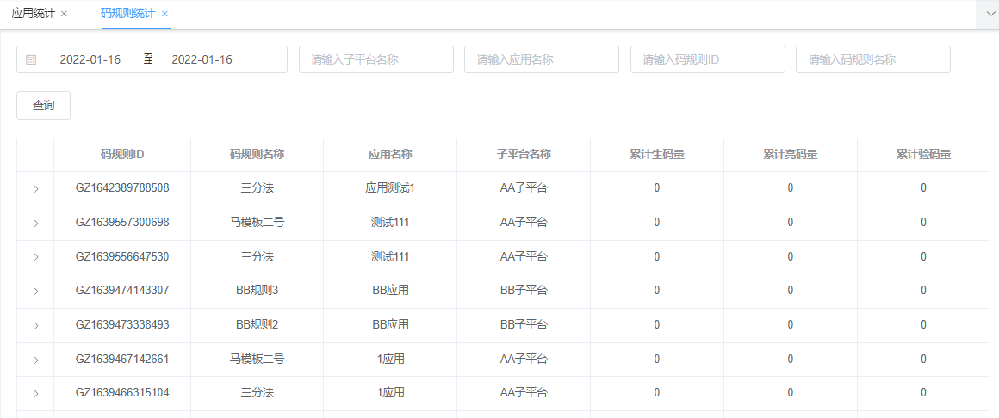 应用统计 × 码规则统计 ×
2022-01-16 至 2022-01-16 请输入子平台名称 请输入应用名称 请输入码规则ID 请输入码规则名称
查询
码规则ID 码规则名称 应用名称 子平台名称 累计生码量 累计亮码量 累计验码量
GZ1642389788508 三分法 应用测试1 AA子平台 0 0 0
GZ1639557300698 马模板二号 测试111 AA子平台 0 0 0
GZ1639556647530 三分法 测试111 AA子平台 0 0 0
GZ1639474143307 BB规则3 BB应用 BB子平台 0 0 0
GZ1639473338493 BB规则2 BB应用 BB子平台 0 0 0
GZ1639467142661 马模板二号 1应用 AA子平台 0 0 0
GZ1639466315104 三分法 1应用 AA子平台 0 0 0